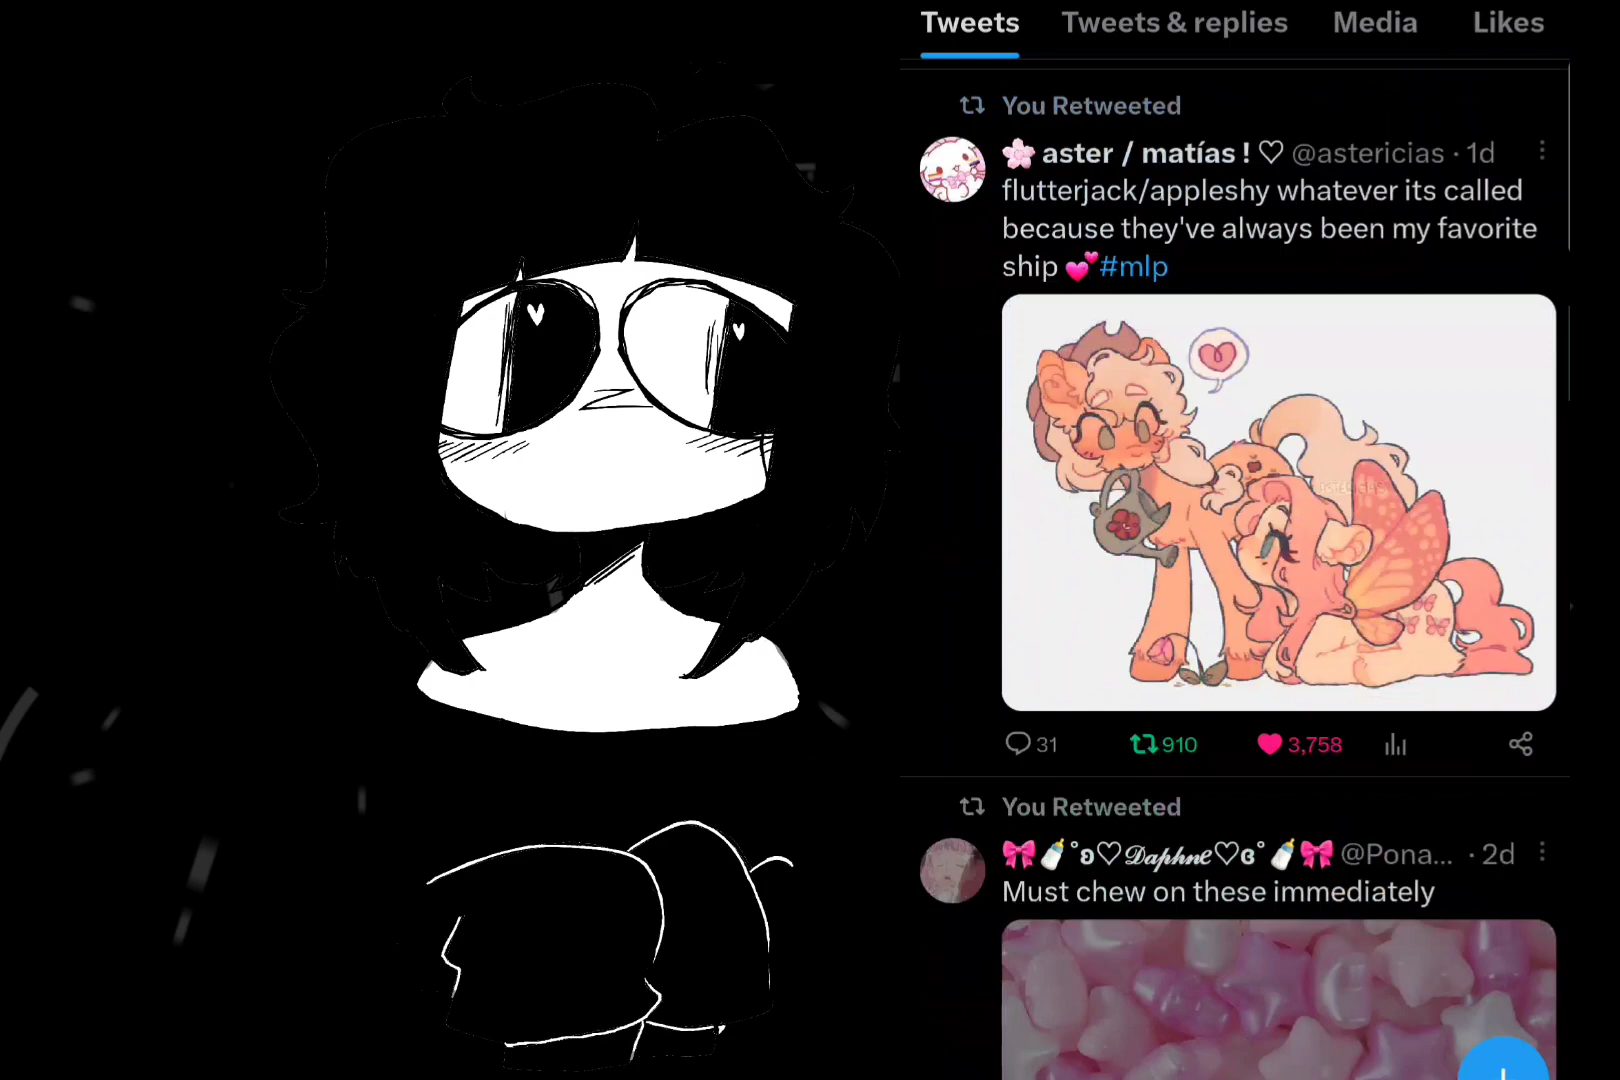 Tweets Tweets & replies Media Likes
You Retweeted
🌸 aster / matías ! ♡ @astericias · 1d
flutterjack/appleshy whatever its called
because they've always been my favorite
ship 💕#mlp
ASTERICIAS
31 910 3,758
You Retweeted
🎀🍼˚ʚ♡𝒟𝒶𝓅𝒽𝓃𝑒♡ɞ˚🍼🎀 @Pona... · 2d
Must chew on these immediately